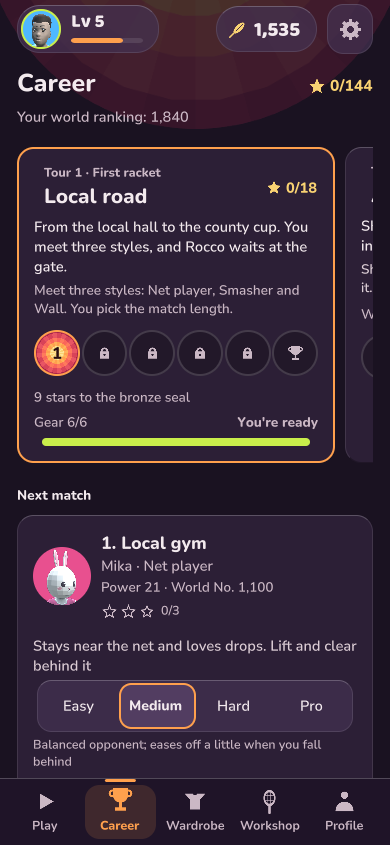 Lv 5
1,535
Career
0/144
Your world ranking: 1,840
Tour 1 · First racket
Local road
0/18
From the local hall to the county cup. You
meet three styles, and Rocco waits at the
gate.
Meet three styles: Net player, Smasher and
Wall. You pick the match length.
1
9 stars to the bronze seal
Gear 6/6
You're ready
Next match
1. Local gym
Mika · Net player
Power 21 · World No. 1,100
0/3
Stays near the net and loves drops. Lift and clear
behind it
Easy
Medium
Hard
Pro
Balanced opponent; eases off a little when you fall
behind
Play
Career
Wardrobe
Workshop
Profile